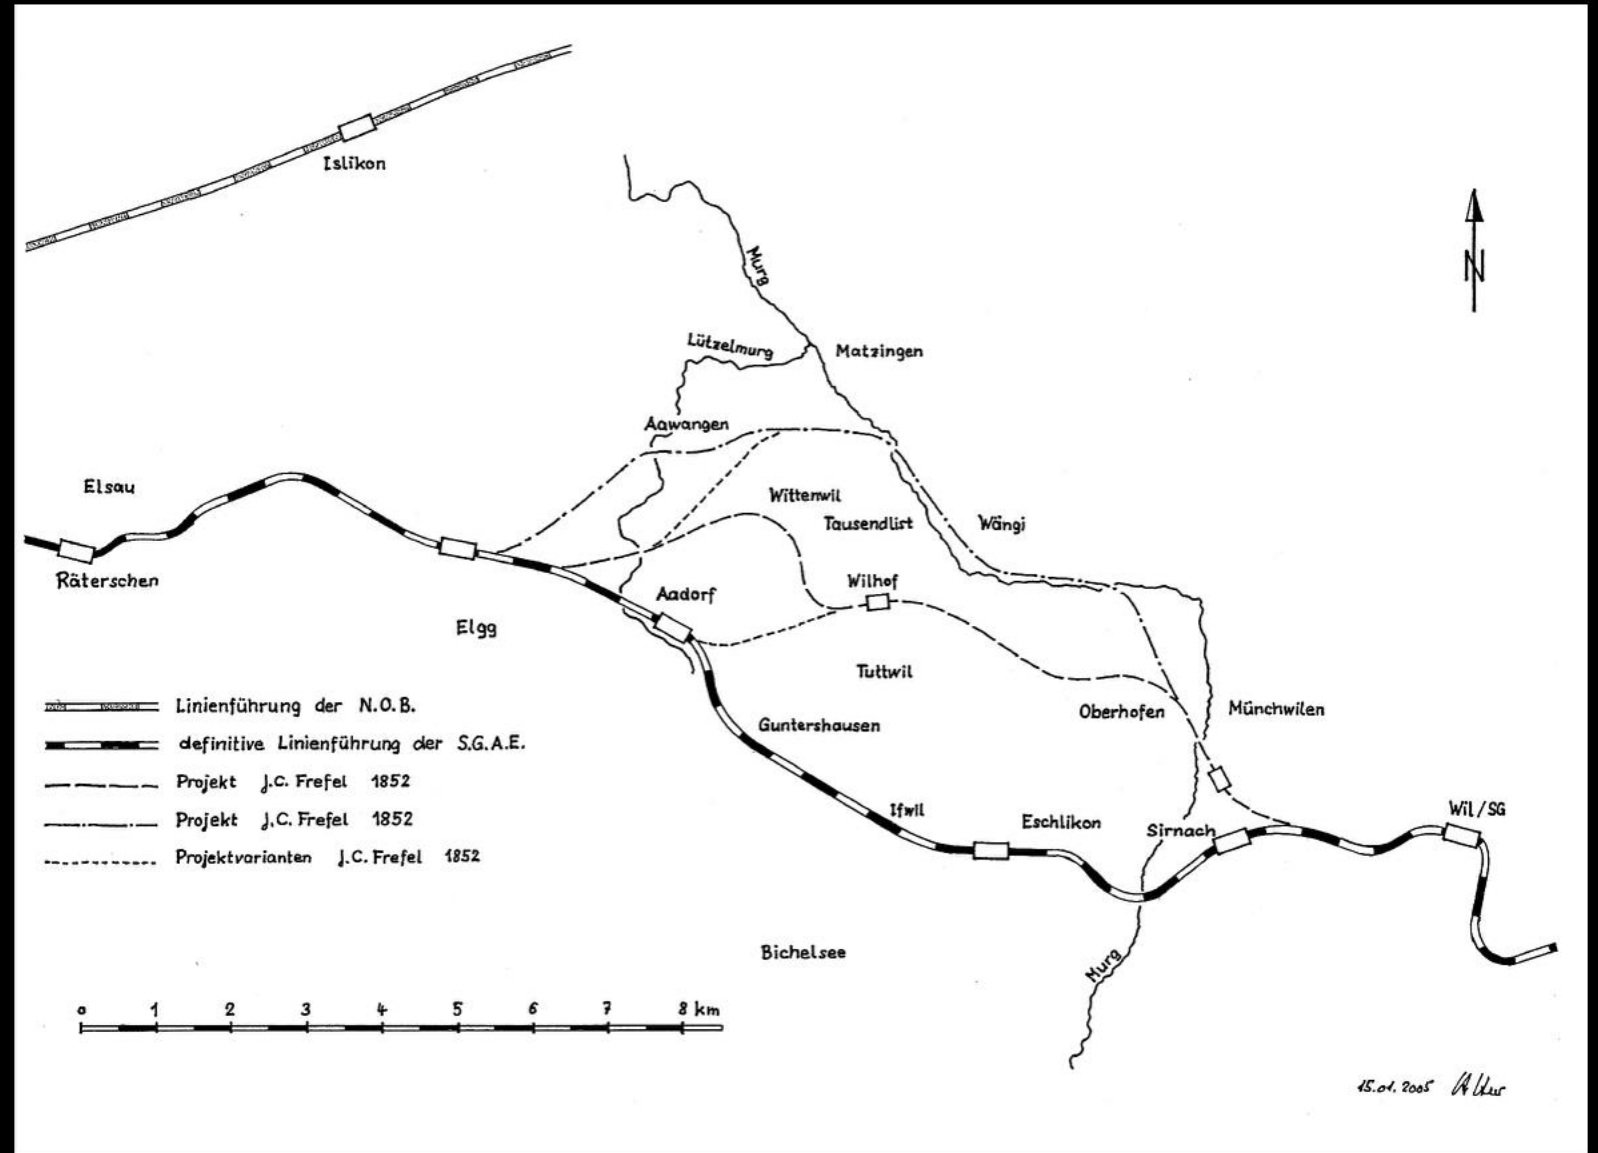 Islikon
N
Murg
Lützelmurg
Matzingen
Aawangen
Elsau
Wittenwil
Tausendlist
Wängi
Räterschen
Wilhof
Aadorf
Elgg
Tuttwil
Linienführung der N.O.B.
Oberhofen
Münchwilen
Guntershausen
definitive Linienführung der S.G.A.E.
Projekt J.C. Frefel 1852
Projekt J.C. Frefel 1852
Ifwil
Eschlikon
Sirnach
Wil/SG
Projektvarianten J.C. Frefel 1852
Bichelsee
Murg
0 1 2 3 4 5 6 7 8 km
15.01.2005